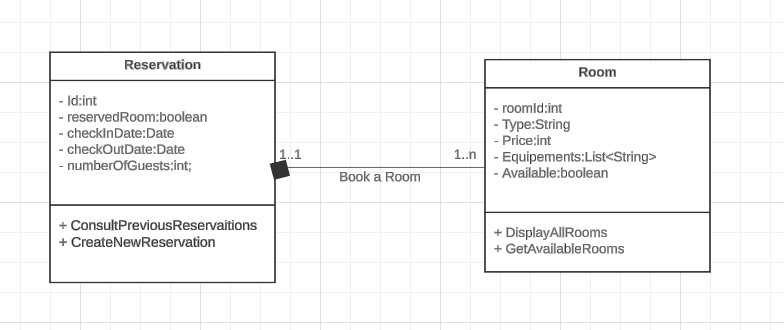 Reservation
- Id:int
- reservedRoom:boolean
- checkInDate:Date
- checkOutDate:Date
- numberOfGuests:int;
+ ConsultPreviousReservaitions
+ CreateNewReservation
1..1
Book a Room
1..n
Room
- roomId:int
- Type:String
- Price:int
- Equipements:List<String>
- Available:boolean
+ DisplayAllRooms
+ GetAvailableRooms